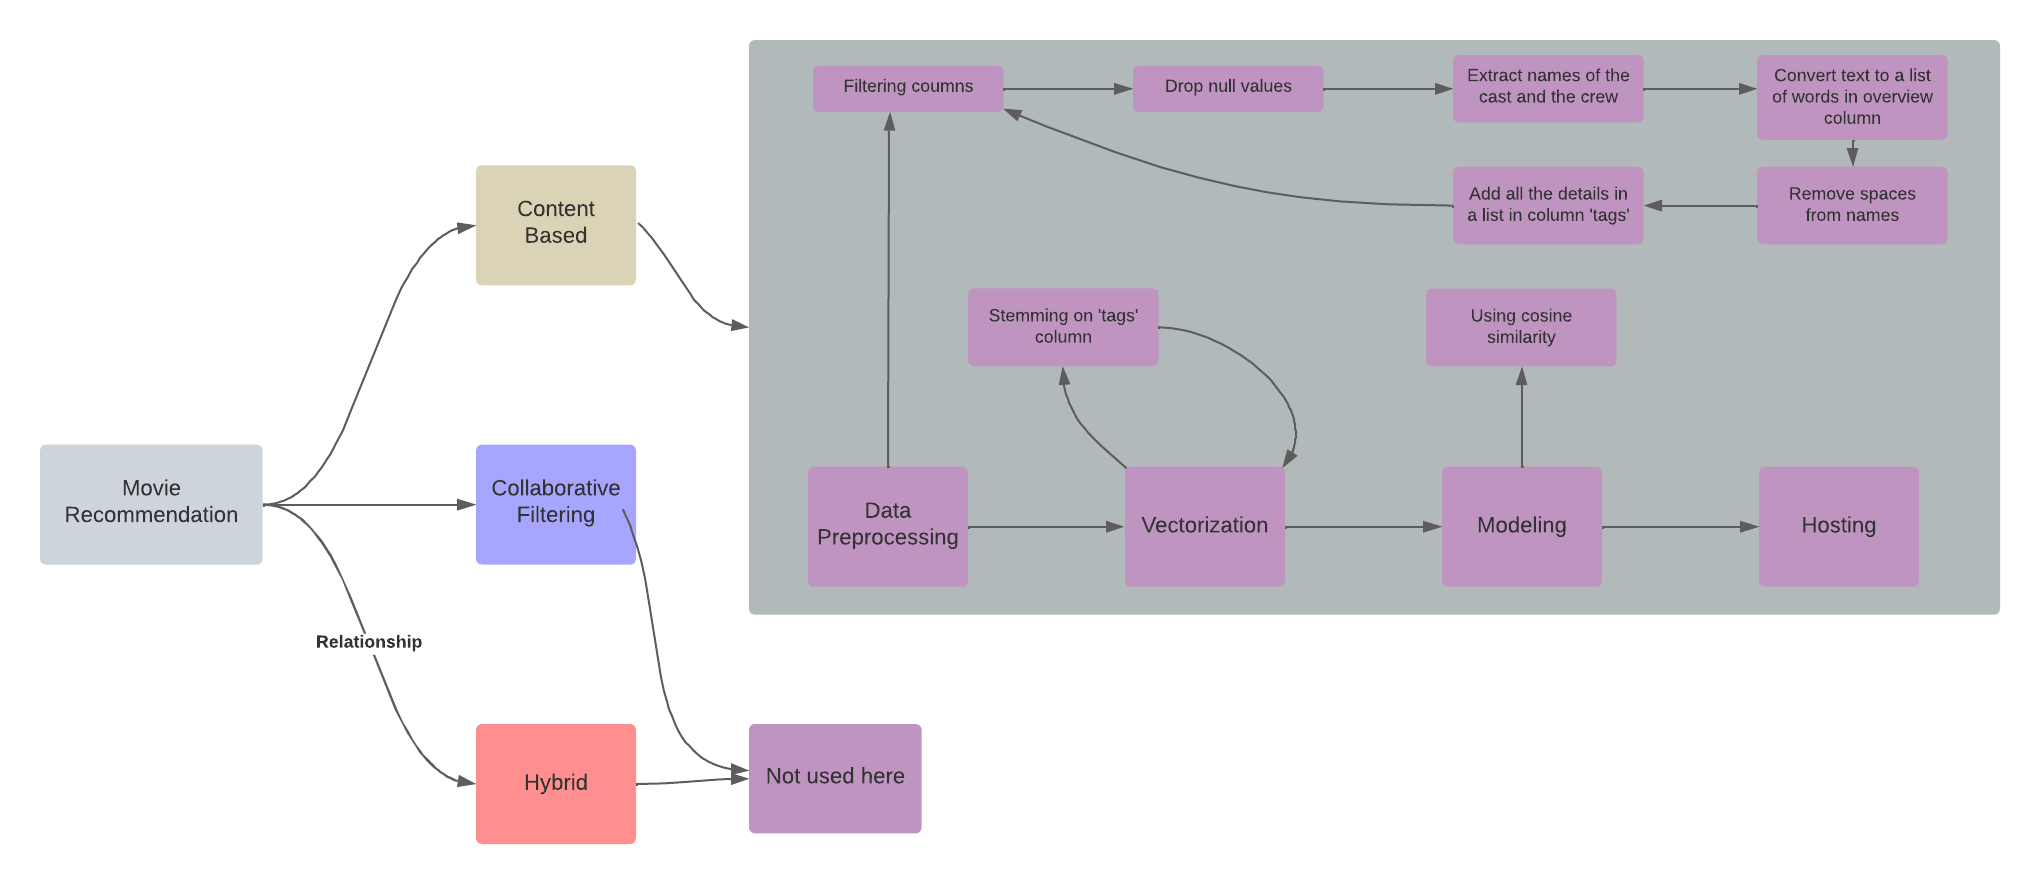 Filtering coumns
Drop null values
Extract names of the
cast and the crew
Convert text to a list
of words in overview
column
Add all the details in
a list in column 'tags'
Remove spaces
from names
Content
Based
Stemming on 'tags'
column
Using cosine
similarity
Movie
Recommendation
Collaborative
Filtering
Data
Preprocessing
Vectorization
Modeling
Hosting
Relationship
Hybrid
Not used here